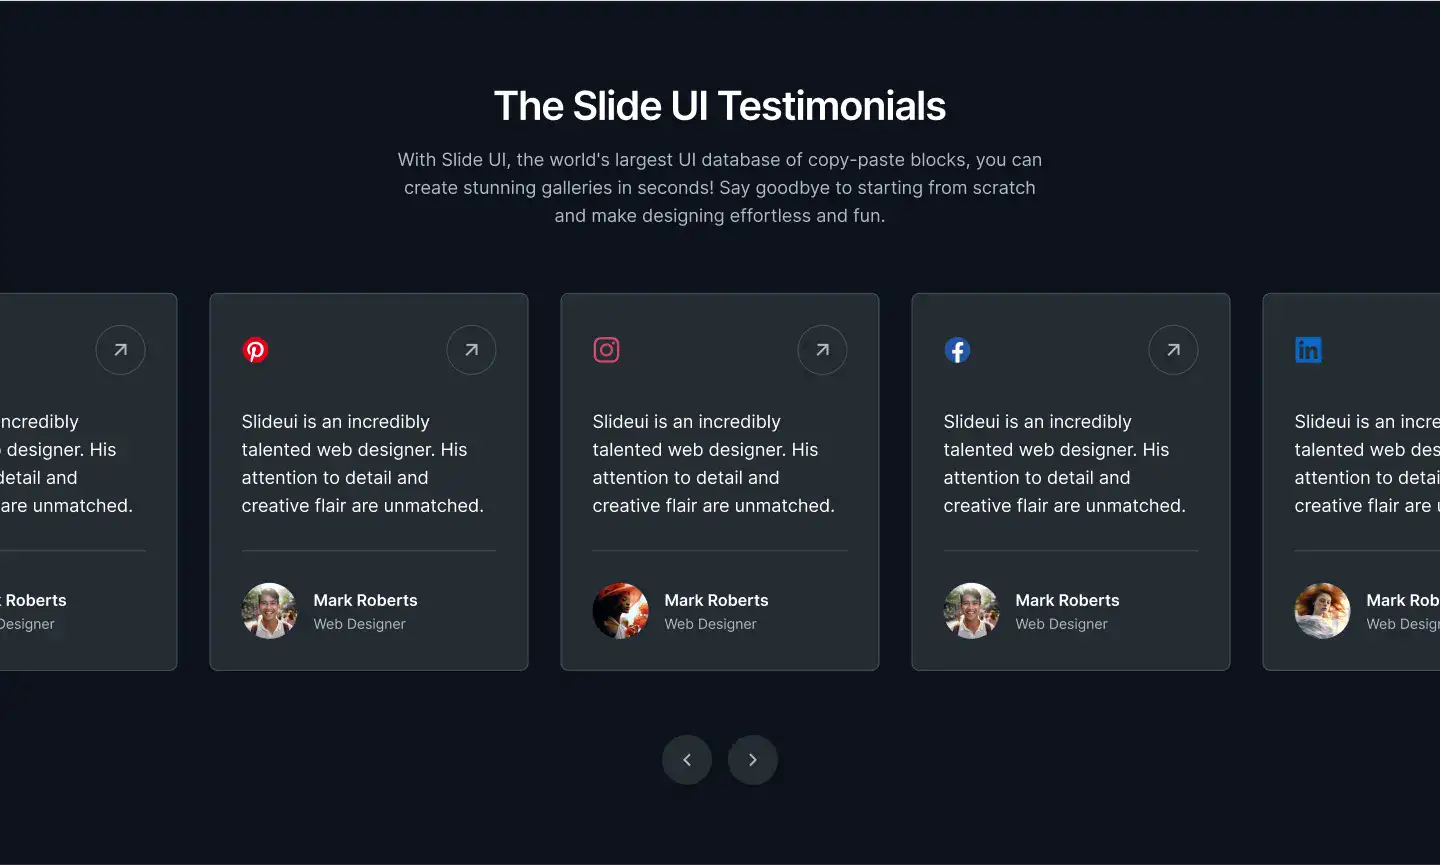 The Slide UI Testimonials
With Slide UI, the world's largest UI database of copy-paste blocks, you can
create stunning galleries in seconds! Say goodbye to starting from scratch
and make designing effortless and fun.
ncredibly
designer. His
detail and
are unmatched.
Roberts
Designer
Slideui is an incredibly
talented web designer. His
attention to detail and
creative flair are unmatched.
Mark Roberts
Web Designer
Slideui is an incredibly
talented web designer. His
attention to detail and
creative flair are unmatched.
Mark Roberts
Web Designer
Slideui is an incredibly
talented web designer. His
attention to detail and
creative flair are unmatched.
Mark Roberts
Web Designer
in
Slideui is an incre
talented web des
attention to detai
creative flair are
Mark Rob
Web Design